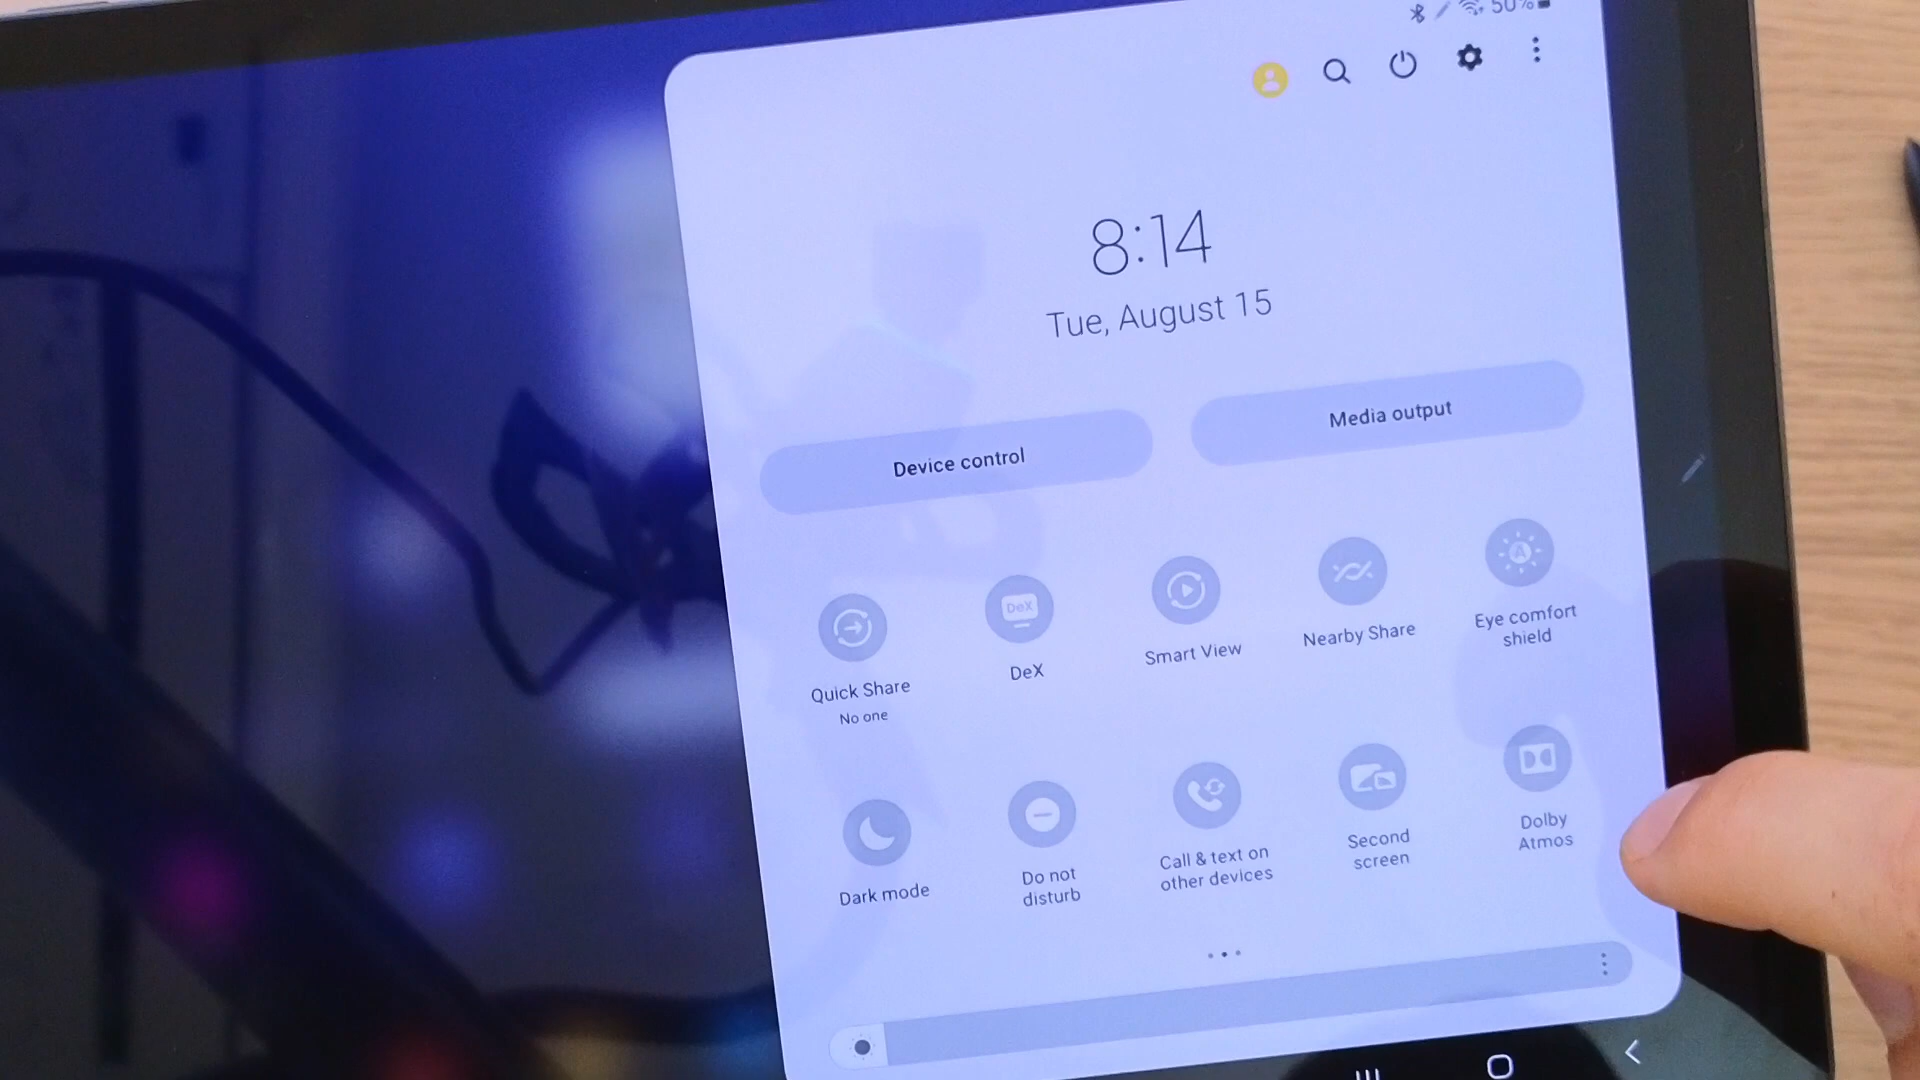 50%
8:14
Tue, August 15
Device control
Media output
DeX
A
Quick Share
No one
DeX
Smart View
Nearby Share
Eye comfort
shield
Dark mode
Do not
disturb
Call & text on
other devices
Second
screen
Dolby
Atmos